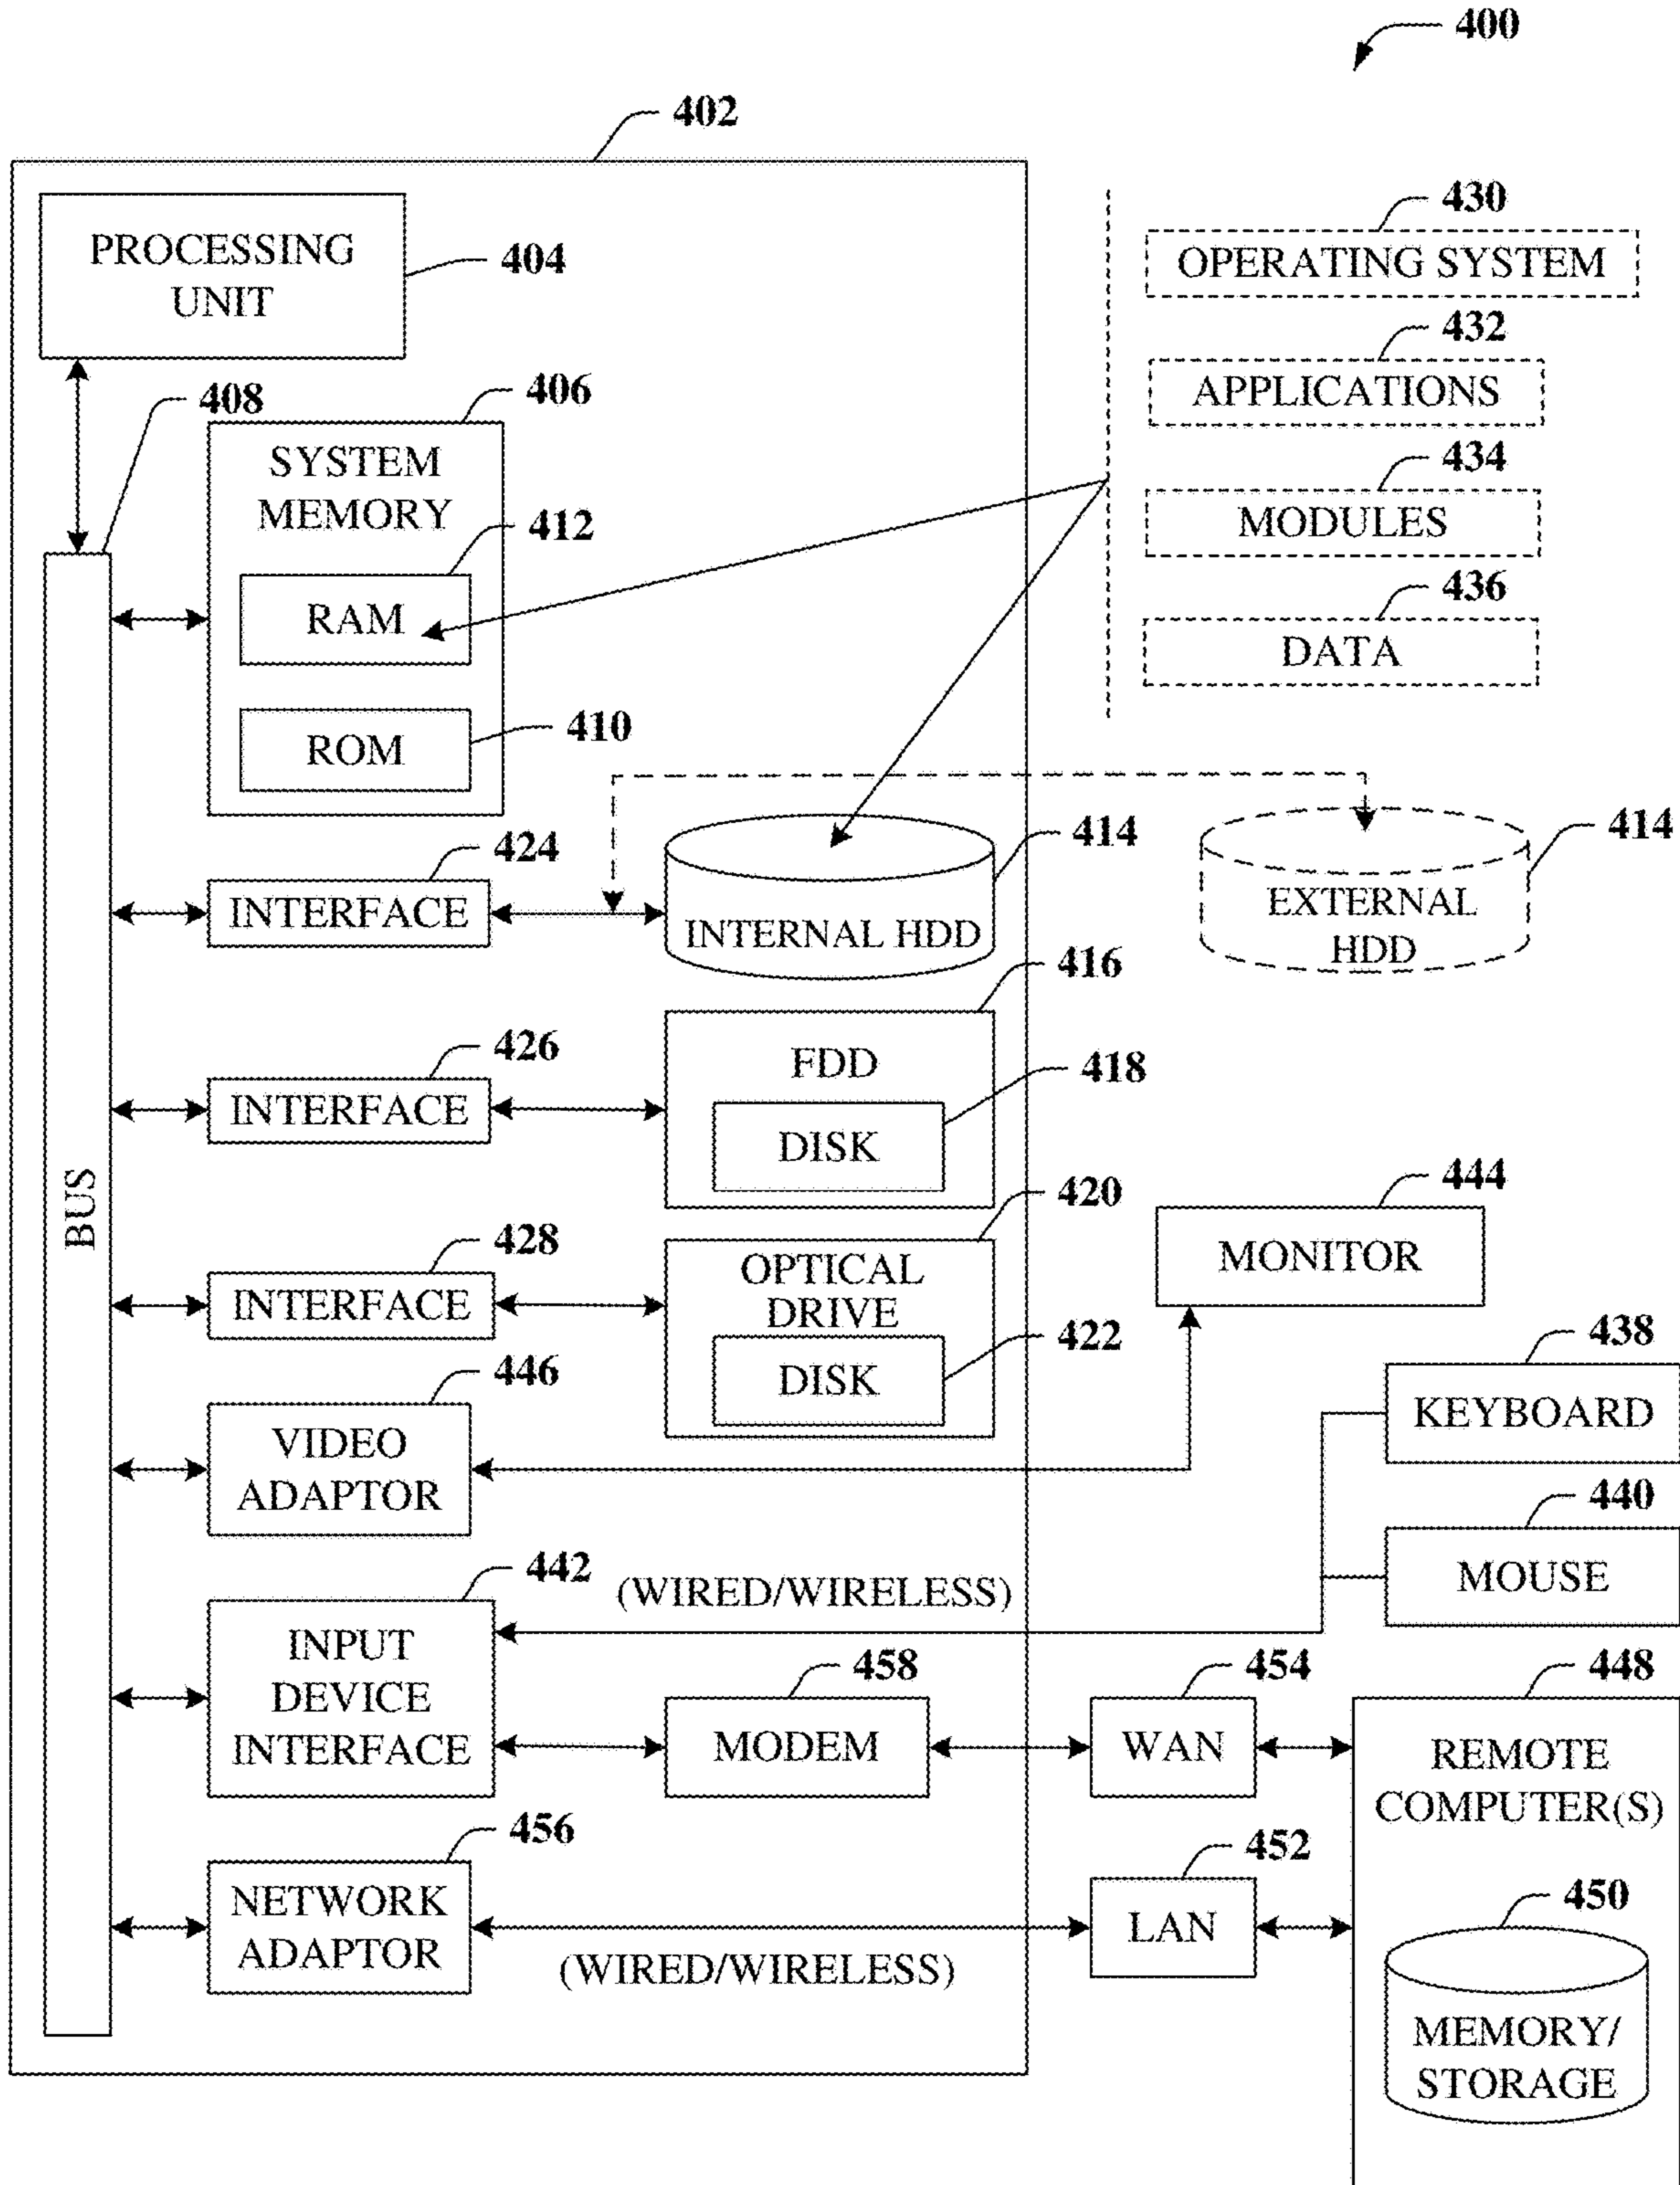 400
402
PROCESSING
UNIT
404
430
OPERATING SYSTEM
432
APPLICATIONS
434
MODULES
436
DATA
408
406
SYSTEM
MEMORY
412
RAM
410
ROM
BUS
424
INTERFACE
414
INTERNAL HDD
414
EXTERNAL
HDD
426
INTERFACE
416
FDD
418
DISK
428
INTERFACE
420
OPTICAL
DRIVE
422
DISK
444
MONITOR
446
VIDEO
ADAPTOR
438
KEYBOARD
440
MOUSE
442
INPUT
DEVICE
INTERFACE
(WIRED/WIRELESS)
458
MODEM
454
WAN
448
REMOTE
COMPUTER(S)
456
NETWORK
ADAPTOR
(WIRED/WIRELESS)
452
LAN
450
MEMORY/
STORAGE